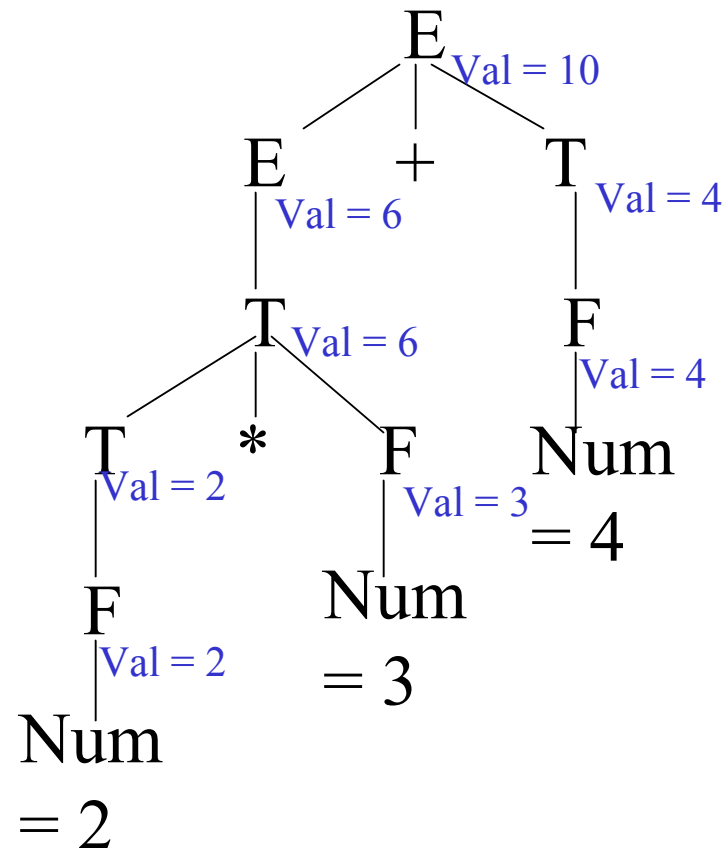 E
Val = 10
E + T
Val = 6 Val = 4
T F
Val = 6 Val = 4
T * F Num
Val = 2 Val = 3 = 4
F Num
Val = 2 = 3
Num
= 2